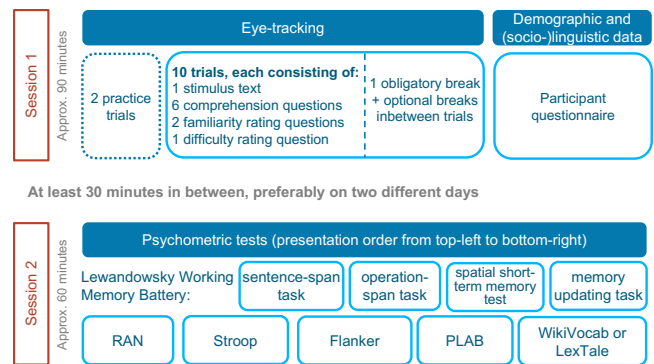 Session 1
Approx. 90 minutes
Eye-tracking
Demographic and
(socio-)linguistic data
2 practice
trials
10 trials, each consisting of:
1 stimulus text
6 comprehension questions
2 familiarity rating questions
1 difficulty rating question
1 obligatory break
+ optional breaks
inbetween trials
Participant
questionnaire
At least 30 minutes in between, preferably on two different days
Session 2
Approx. 60 minutes
Psychometric tests (presentation order from top-left to bottom-right)
Lewandowsky Working
Memory Battery:
sentence-span
task
operation-
span task
spatial short-
term memory
test
memory
updating task
RAN
Stroop
Flanker
PLAB
WikiVocab or
LexTale